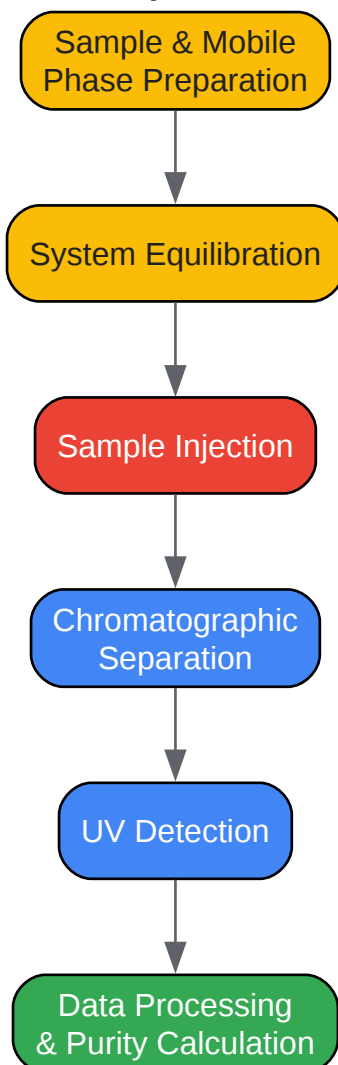 Sample & Mobile
Phase Preparation
System Equilibration
Sample Injection
Chromatographic
Separation
UV Detection
Data Processing
& Purity Calculation